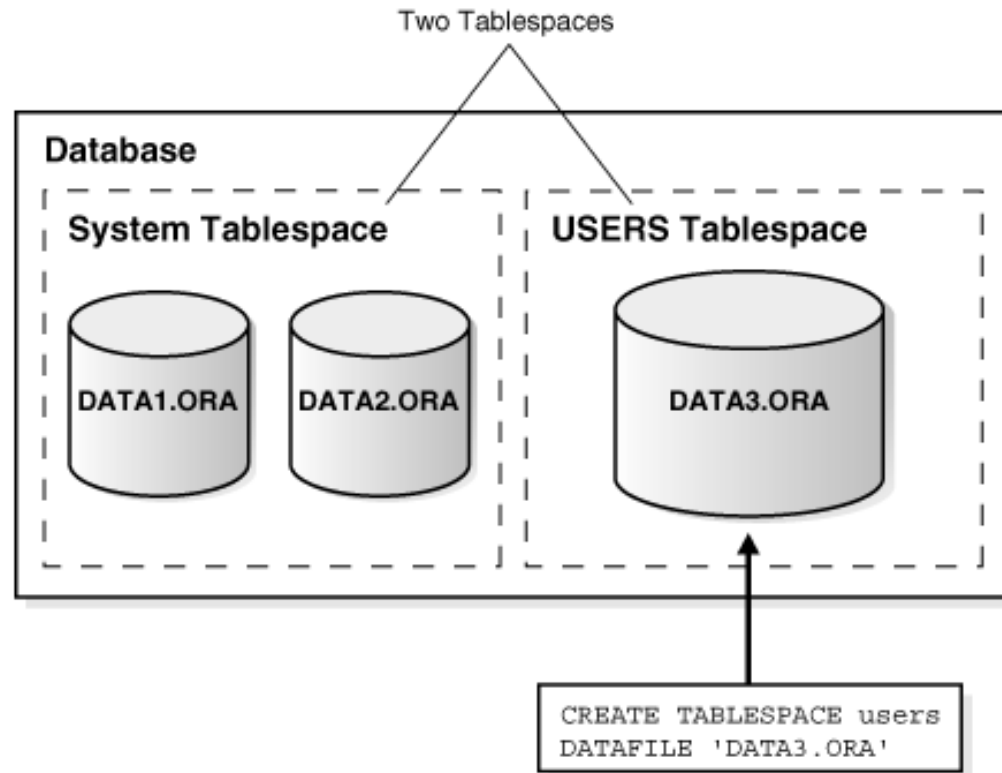 Two Tablespaces
Database
System Tablespace
USERS Tablespace
DATA1.ORA
DATA2.ORA
DATA3.ORA
CREATE TABLESPACE users
DATAFILE 'DATA3.ORA'